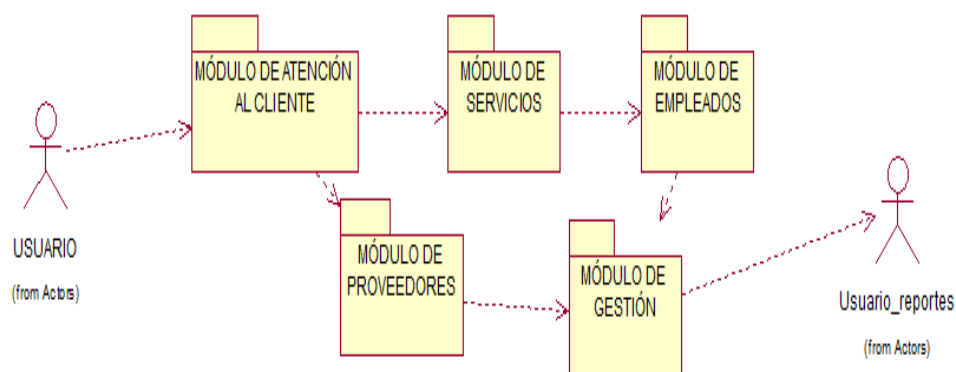 MÓDULO DE ATENCIÓN
AL CLIENTE
MÓDULO DE
SERVICIOS
MÓDULO DE
EMPLEADOS
USUARIO
(from Actors)
MÓDULO DE
PROVEEDORES
MÓDULO DE
GESTIÓN
Usuario_reportes
(from Actors)